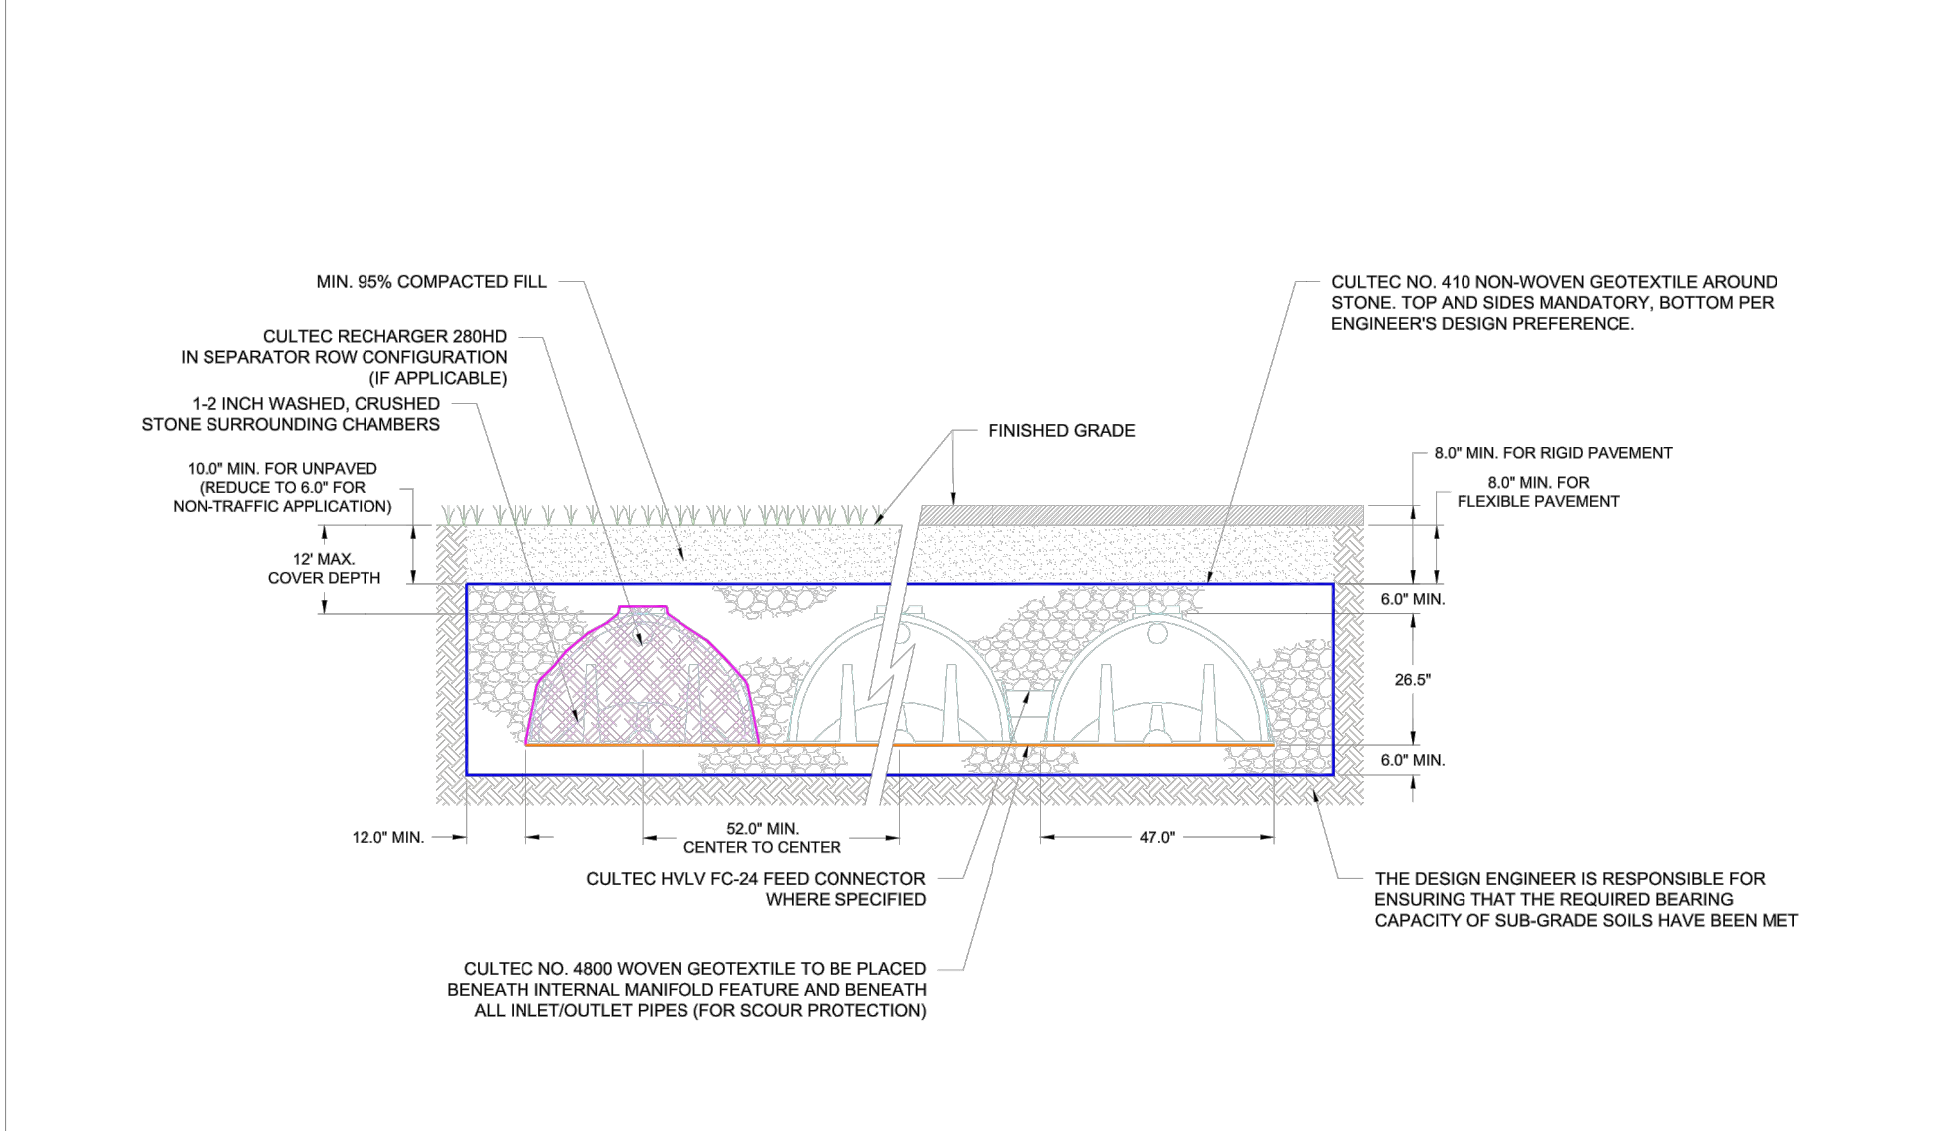 MIN. 95% COMPACTED FILL
CULTEC RECHARGER 280HD
IN SEPARATOR ROW CONFIGURATION
(IF APPLICABLE)
1-2 INCH WASHED, CRUSHED
STONE SURROUNDING CHAMBERS
10.0" MIN. FOR UNPAVED
(REDUCE TO 6.0" FOR
NON-TRAFFIC APPLICATION)
12' MAX.
COVER DEPTH
FINISHED GRADE
CULTEC NO. 410 NON-WOVEN GEOTEXTILE AROUND
STONE. TOP AND SIDES MANDATORY, BOTTOM PER
ENGINEER'S DESIGN PREFERENCE.
8.0" MIN. FOR RIGID PAVEMENT
8.0" MIN. FOR
FLEXIBLE PAVEMENT
6.0" MIN.
26.5"
6.0" MIN.
12.0" MIN.
52.0" MIN.
CENTER TO CENTER
47.0"
CULTEC HVLV FC-24 FEED CONNECTOR
WHERE SPECIFIED
THE DESIGN ENGINEER IS RESPONSIBLE FOR
ENSURING THAT THE REQUIRED BEARING
CAPACITY OF SUB-GRADE SOILS HAVE BEEN MET
CULTEC NO. 4800 WOVEN GEOTEXTILE TO BE PLACED
BENEATH INTERNAL MANIFOLD FEATURE AND BENEATH
ALL INLET/OUTLET PIPES (FOR SCOUR PROTECTION)